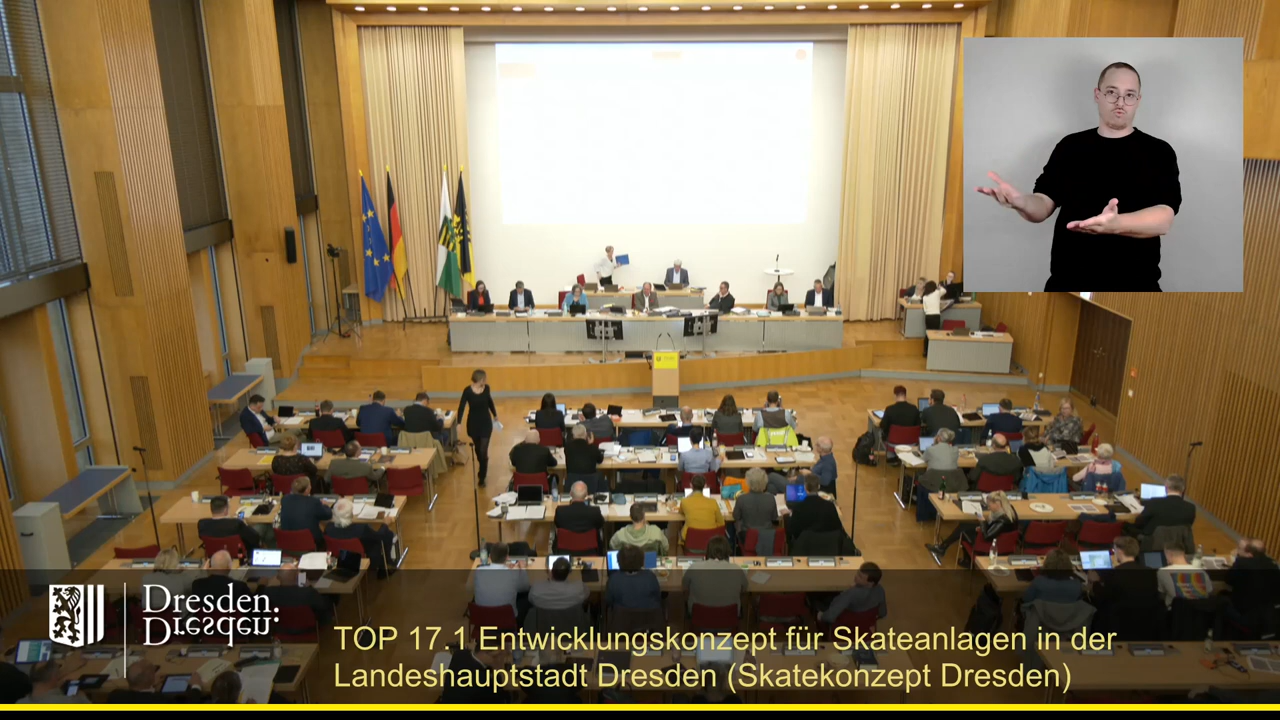 Dresden.
Dresden.
TOP 17.1 Entwicklungskonzept für Skateanlagen in der
Landeshauptstadt Dresden (Skatekonzept Dresden)